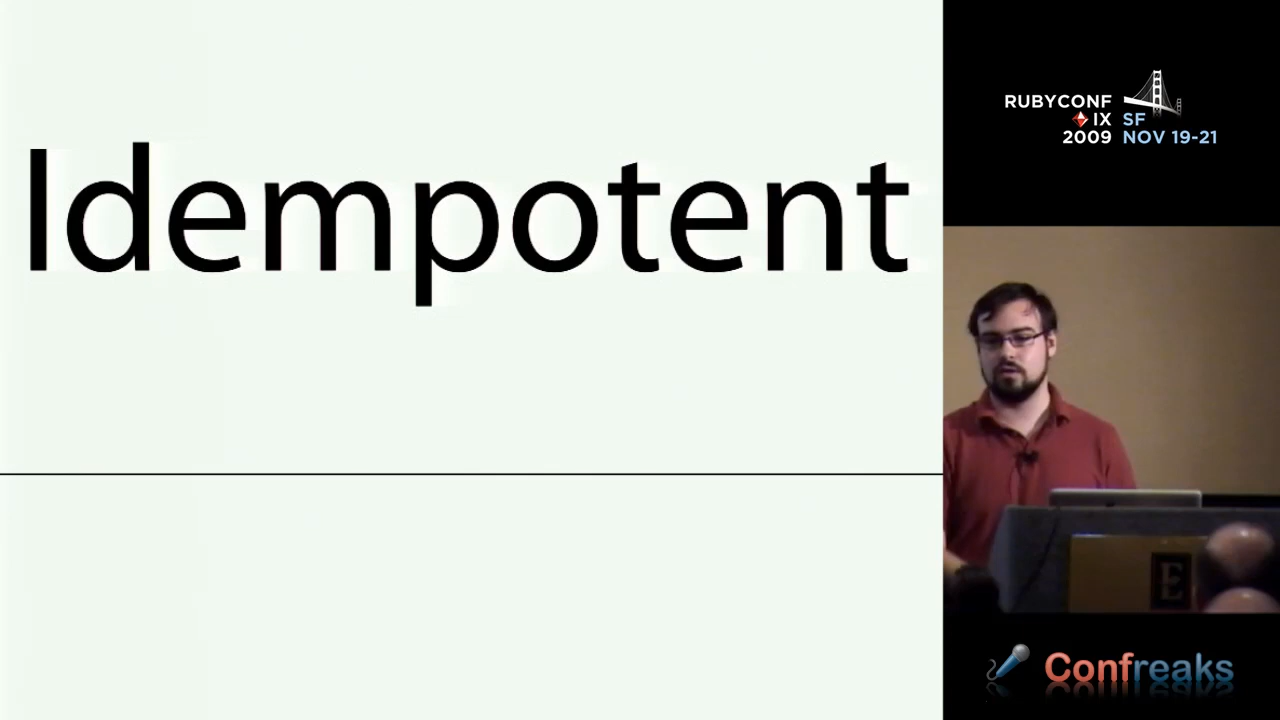 Idempotent
RUBYCONF
IX SF
2009 NOV 19-21
E
Confreaks